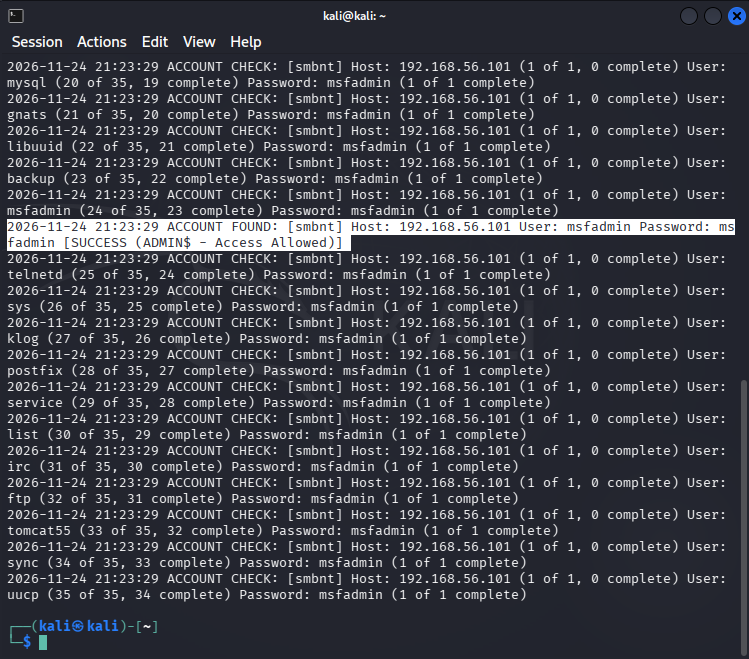 kali@kali: ~
Session Actions Edit View Help
2026-11-24 21:23:29 ACCOUNT CHECK: [smbnt] Host: 192.168.56.101 (1 of 1, 0 complete) User:
mysql (20 of 35, 19 complete) Password: msfadmin (1 of 1 complete)
2026-11-24 21:23:29 ACCOUNT CHECK: [smbnt] Host: 192.168.56.101 (1 of 1, 0 complete) User:
gnats (21 of 35, 20 complete) Password: msfadmin (1 of 1 complete)
2026-11-24 21:23:29 ACCOUNT CHECK: [smbnt] Host: 192.168.56.101 (1 of 1, 0 complete) User:
libuuid (22 of 35, 21 complete) Password: msfadmin (1 of 1 complete)
2026-11-24 21:23:29 ACCOUNT CHECK: [smbnt] Host: 192.168.56.101 (1 of 1, 0 complete) User:
backup (23 of 35, 22 complete) Password: msfadmin (1 of 1 complete)
2026-11-24 21:23:29 ACCOUNT CHECK: [smbnt] Host: 192.168.56.101 (1 of 1, 0 complete) User:
msfadmin (24 of 35, 23 complete) Password: msfadmin (1 of 1 complete)
2026-11-24 21:23:29 ACCOUNT FOUND: [smbnt] Host: 192.168.56.101 User: msfadmin Password: ms
fadmin [SUCCESS (ADMIN$ - Access Allowed)]
2026-11-24 21:23:29 ACCOUNT CHECK: [smbnt] Host: 192.168.56.101 (1 of 1, 0 complete) User:
telnetd (25 of 35, 24 complete) Password: msfadmin (1 of 1 complete)
2026-11-24 21:23:29 ACCOUNT CHECK: [smbnt] Host: 192.168.56.101 (1 of 1, 0 complete) User:
sys (26 of 35, 25 complete) Password: msfadmin (1 of 1 complete)
2026-11-24 21:23:29 ACCOUNT CHECK: [smbnt] Host: 192.168.56.101 (1 of 1, 0 complete) User:
klog (27 of 35, 26 complete) Password: msfadmin (1 of 1 complete)
2026-11-24 21:23:29 ACCOUNT CHECK: [smbnt] Host: 192.168.56.101 (1 of 1, 0 complete) User:
postfix (28 of 35, 27 complete) Password: msfadmin (1 of 1 complete)
2026-11-24 21:23:29 ACCOUNT CHECK: [smbnt] Host: 192.168.56.101 (1 of 1, 0 complete) User:
service (29 of 35, 28 complete) Password: msfadmin (1 of 1 complete)
2026-11-24 21:23:29 ACCOUNT CHECK: [smbnt] Host: 192.168.56.101 (1 of 1, 0 complete) User:
list (30 of 35, 29 complete) Password: msfadmin (1 of 1 complete)
2026-11-24 21:23:29 ACCOUNT CHECK: [smbnt] Host: 192.168.56.101 (1 of 1, 0 complete) User:
irc (31 of 35, 30 complete) Password: msfadmin (1 of 1 complete)
2026-11-24 21:23:29 ACCOUNT CHECK: [smbnt] Host: 192.168.56.101 (1 of 1, 0 complete) User:
ftp (32 of 35, 31 complete) Password: msfadmin (1 of 1 complete)
2026-11-24 21:23:29 ACCOUNT CHECK: [smbnt] Host: 192.168.56.101 (1 of 1, 0 complete) User:
tomcat55 (33 of 35, 32 complete) Password: msfadmin (1 of 1 complete)
2026-11-24 21:23:29 ACCOUNT CHECK: [smbnt] Host: 192.168.56.101 (1 of 1, 0 complete) User:
sync (34 of 35, 33 complete) Password: msfadmin (1 of 1 complete)
2026-11-24 21:23:29 ACCOUNT CHECK: [smbnt] Host: 192.168.56.101 (1 of 1, 0 complete) User:
uucp (35 of 35, 34 complete) Password: msfadmin (1 of 1 complete)
┌──(kali㉿kali)-[~]
└─$